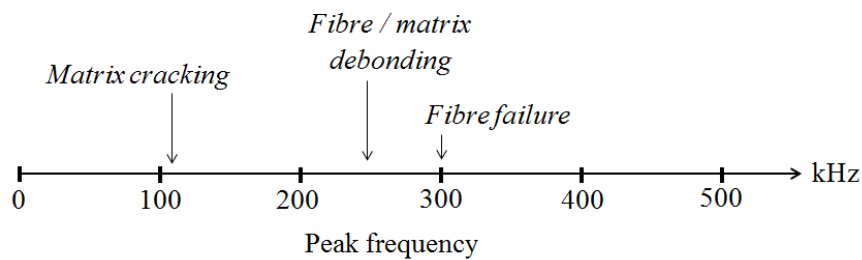 Fibre / matrix
debonding
Matrix cracking
Fibre failure
kHz
0 100 200 300 400 500
Peak frequency